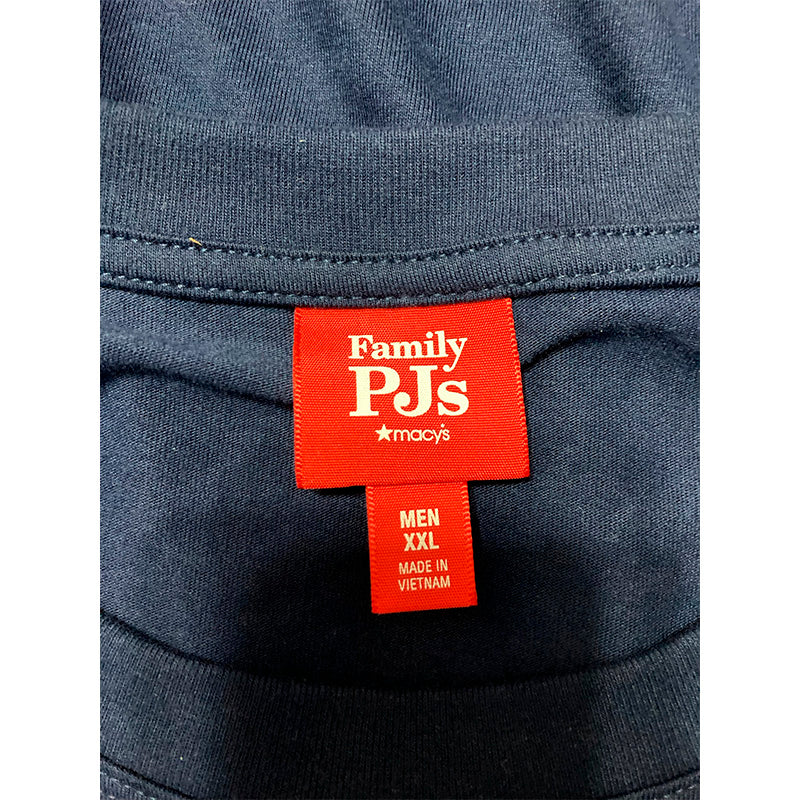 Family
PJs
★macy's
MEN
XXL
MADE IN
VIETNAM